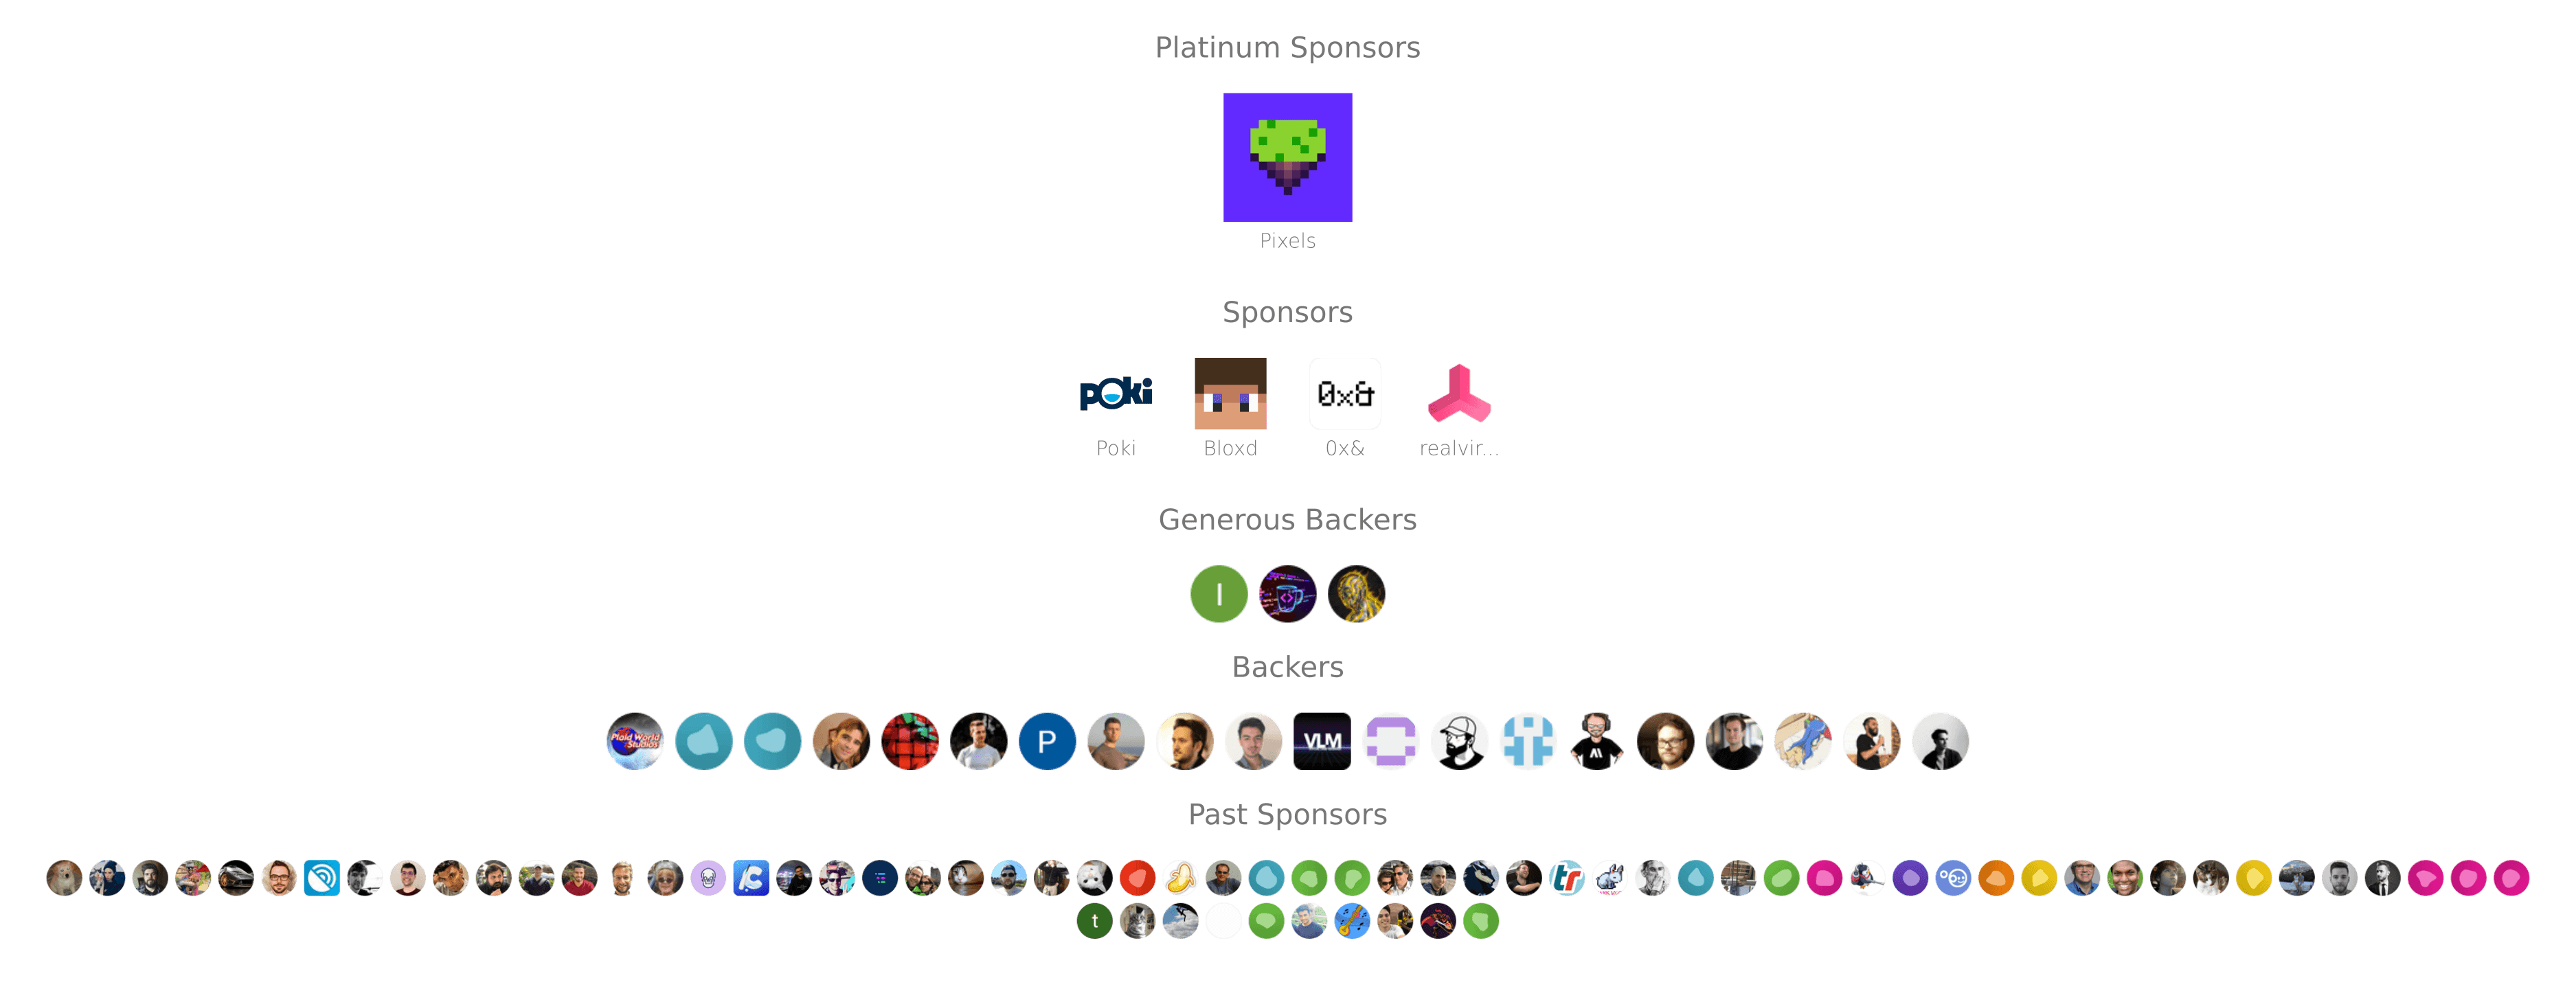 Platinum Sponsors
Pixels
Sponsors
poki
0x&
Poki
Bloxd
0x&
realvir...
Generous Backers
I
Backers
Plaid World Studios
P
VLM
Past Sponsors
tr
t